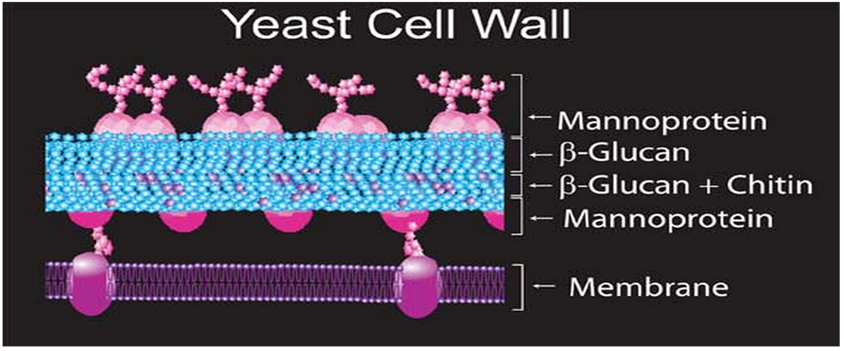 Yeast Cell Wall
Mannoprotein
β-Glucan
β-Glucan + Chitin
Mannoprotein
Membrane